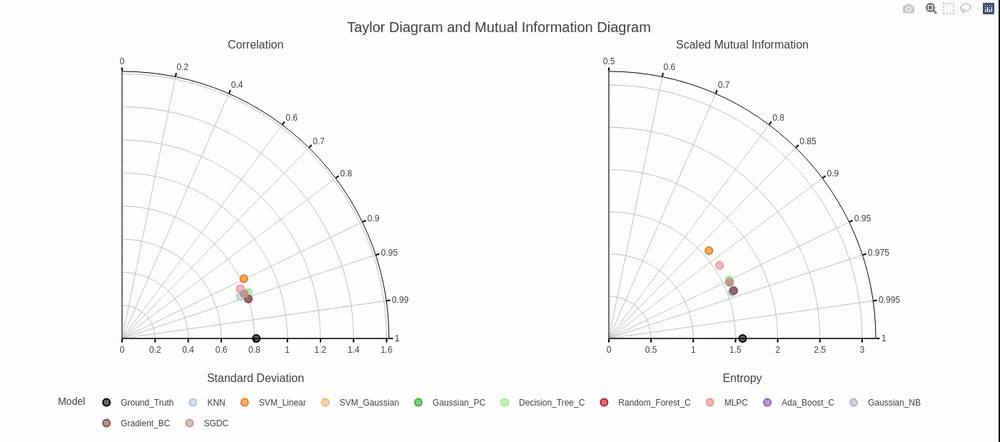 Taylor Diagram and Mutual Information Diagram
Correlation
Scaled Mutual Information
0
0.2
0.4
0.6
0.7
0.8
0.9
0.95
0.99
1
0 0.2 0.4 0.6 0.8 1 1.2 1.4 1.6
Standard Deviation
0.5
0.6
0.7
0.8
0.85
0.9
0.95
0.975
0.995
1
0 0.5 1 1.5 2 2.5 3
Entropy
Model Ground_Truth KNN SVM_Linear SVM_Gaussian Gaussian_PC Decision_Tree_C Random_Forest_C MLPC Ada_Boost_C Gaussian_NB
Gradient_BC SGDC